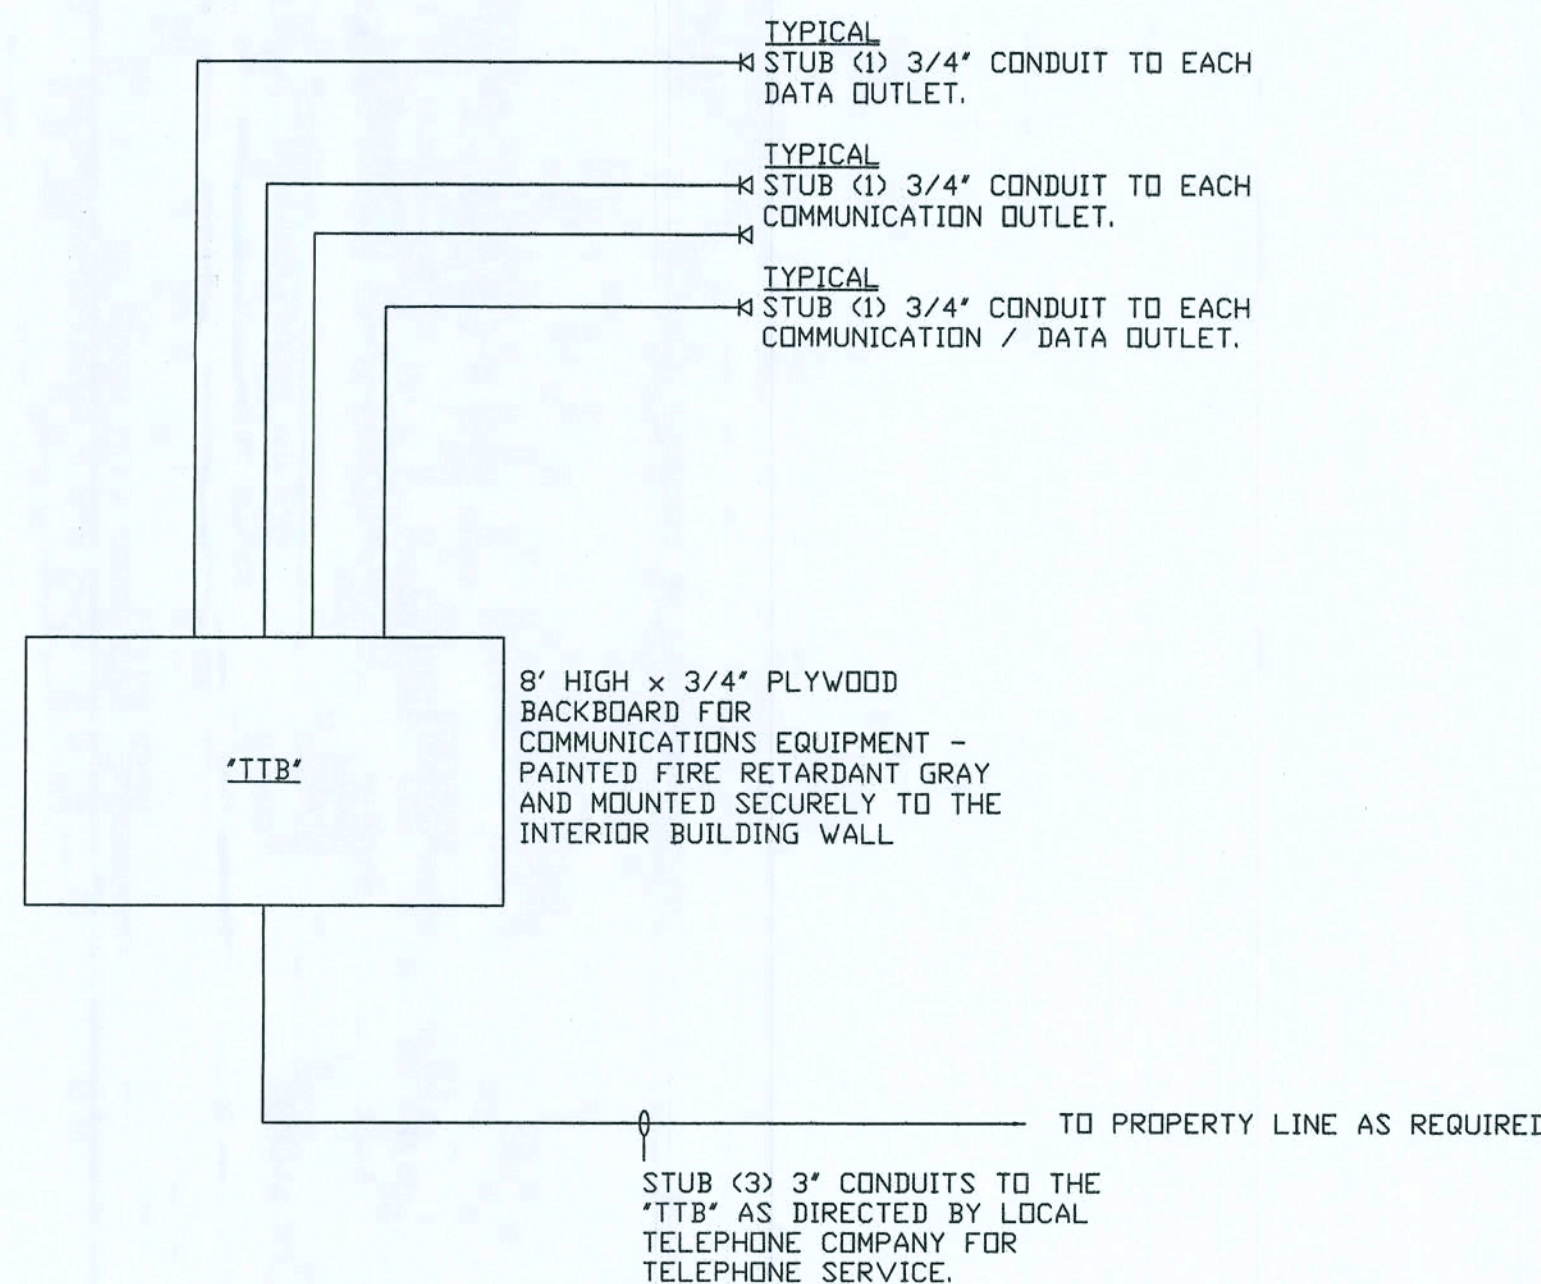 TYPICAL
STUB (1) 3/4" CONDUIT TO EACH
DATA OUTLET.
TYPICAL
STUB (1) 3/4" CONDUIT TO EACH
COMMUNICATION OUTLET.
TYPICAL
STUB (1) 3/4" CONDUIT TO EACH
COMMUNICATION / DATA OUTLET.
"TTB"
8' HIGH x 3/4" PLYWOOD
BACKBOARD FOR
COMMUNICATIONS EQUIPMENT -
PAINTED FIRE RETARDANT GRAY
AND MOUNTED SECURELY TO THE
INTERIOR BUILDING WALL
TO PROPERTY LINE AS REQUIRED
STUB (3) 3" CONDUITS TO THE
"TTB" AS DIRECTED BY LOCAL
TELEPHONE COMPANY FOR
TELEPHONE SERVICE.